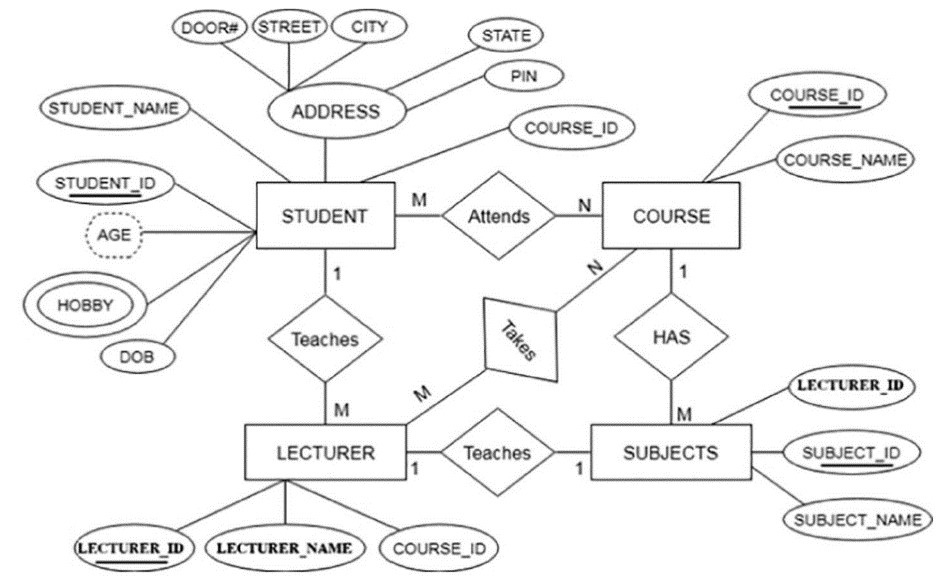 DOOR#
STREET
CITY
STATE
PIN
ADDRESS
STUDENT_NAME
COURSE_ID
COURSE_ID
COURSE_NAME
STUDENT_ID
STUDENT
M
Attends
N
COURSE
AGE
HOBBY
DOB
1
Teaches
M
N
Takes
M
1
HAS
M
LECTURER_ID
LECTURER
1
Teaches
1
SUBJECTS
SUBJECT_ID
SUBJECT_NAME
LECTURER_ID
LECTURER_NAME
COURSE_ID